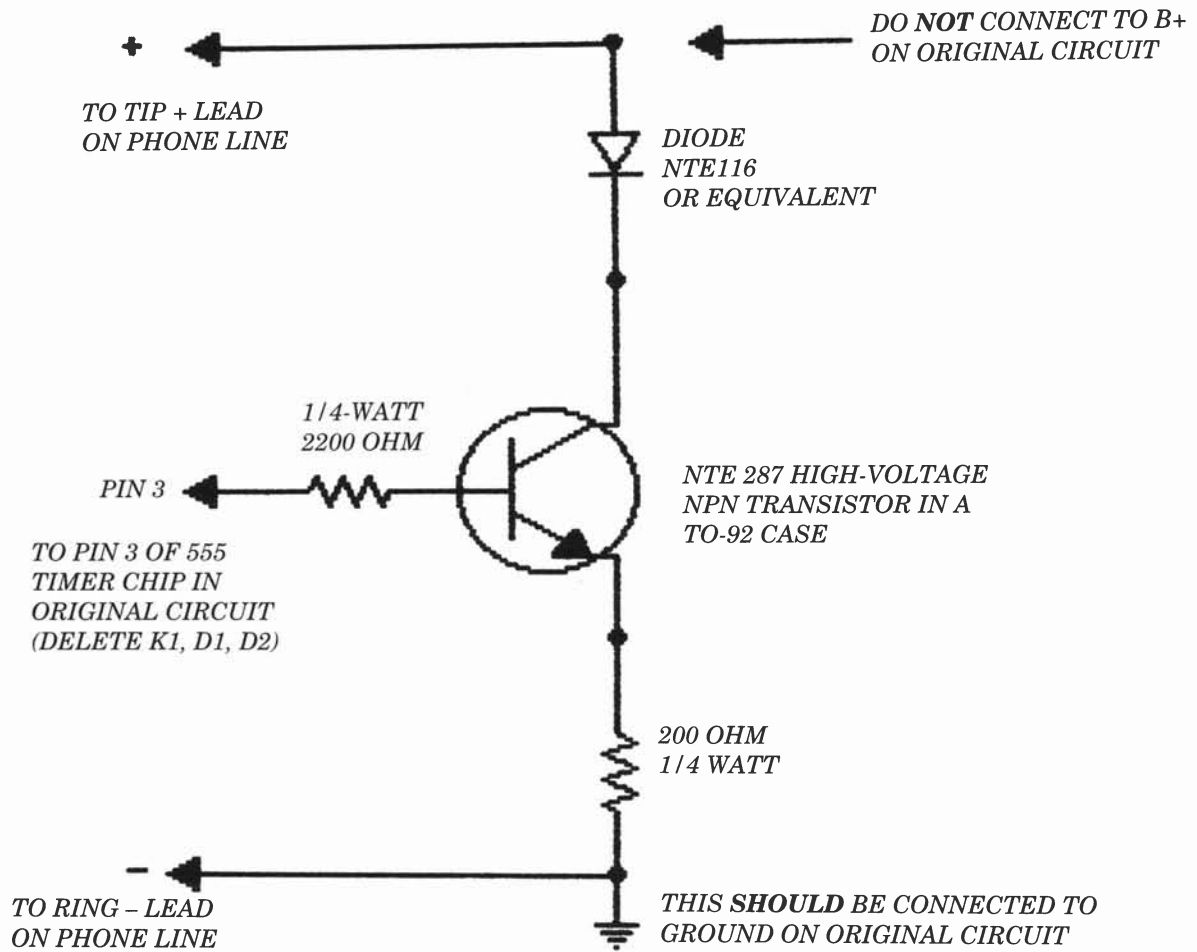 +
DO NOT CONNECT TO B+
ON ORIGINAL CIRCUIT
TO TIP + LEAD
ON PHONE LINE
DIODE
NTE116
OR EQUIVALENT
1/4-WATT
2200 OHM
PIN 3
NTE 287 HIGH-VOLTAGE
NPN TRANSISTOR IN A
TO-92 CASE
TO PIN 3 OF 555
TIMER CHIP IN
ORIGINAL CIRCUIT
(DELETE K1, D1, D2)
200 OHM
1/4 WATT
–
TO RING – LEAD
ON PHONE LINE
THIS SHOULD BE CONNECTED TO
GROUND ON ORIGINAL CIRCUIT